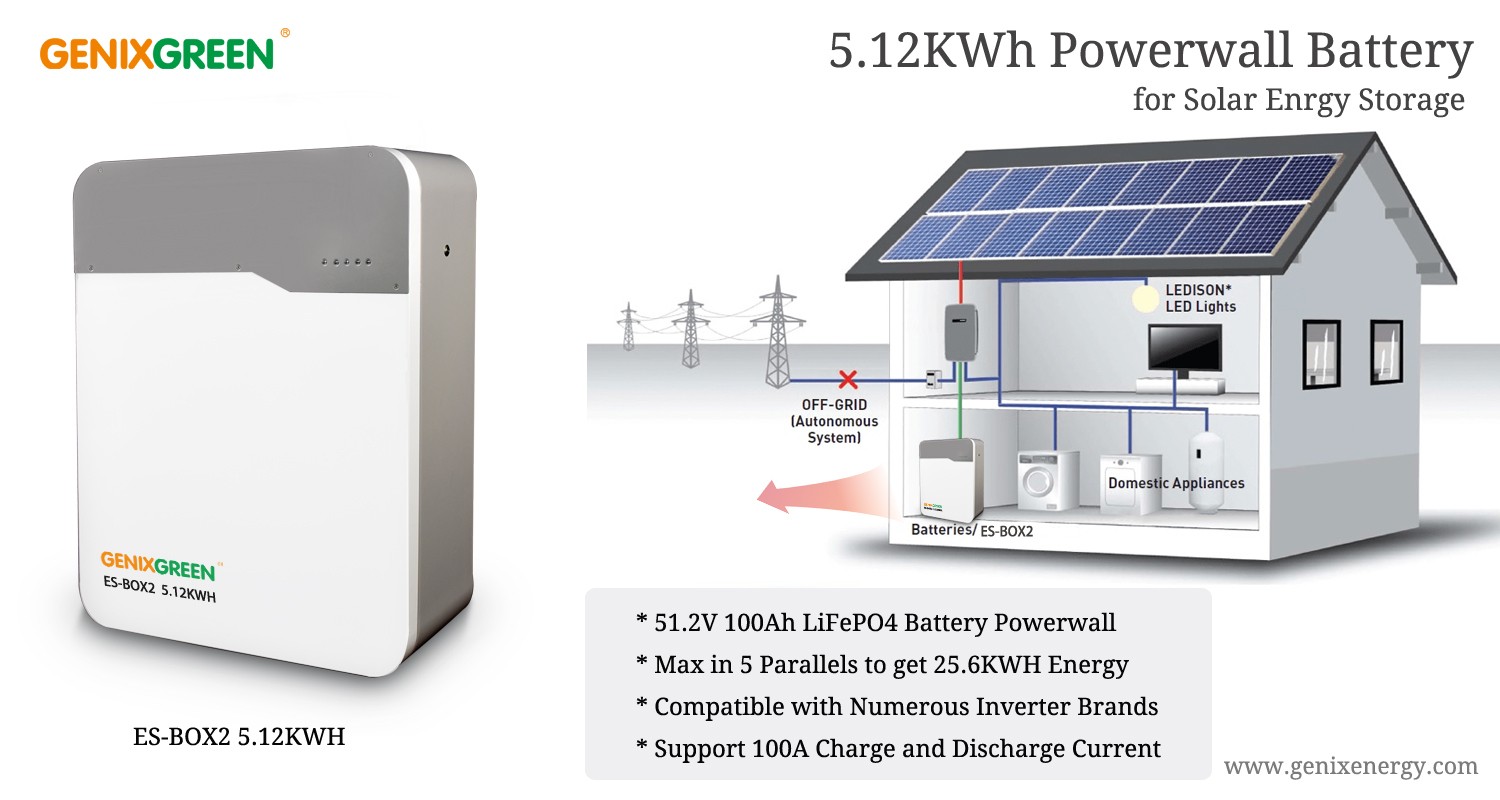 GENIXGREEN®
5.12KWh Powerwall Battery
for Solar Enrgy Storage
GENIXGREEN
ES-BOX2 5.12KWH
ES-BOX2 5.12KWH
LEDISON*
LED Lights
OFF-GRID
(Autonomous
System)
Domestic Appliances
GENIXGREEN
Batteries/ ES-BOX2
* 51.2V 100Ah LiFePO4 Battery Powerwall
* Max in 5 Parallels to get 25.6KWH Energy
* Compatible with Numerous Inverter Brands
* Support 100A Charge and Discharge Current
www.genixenergy.com